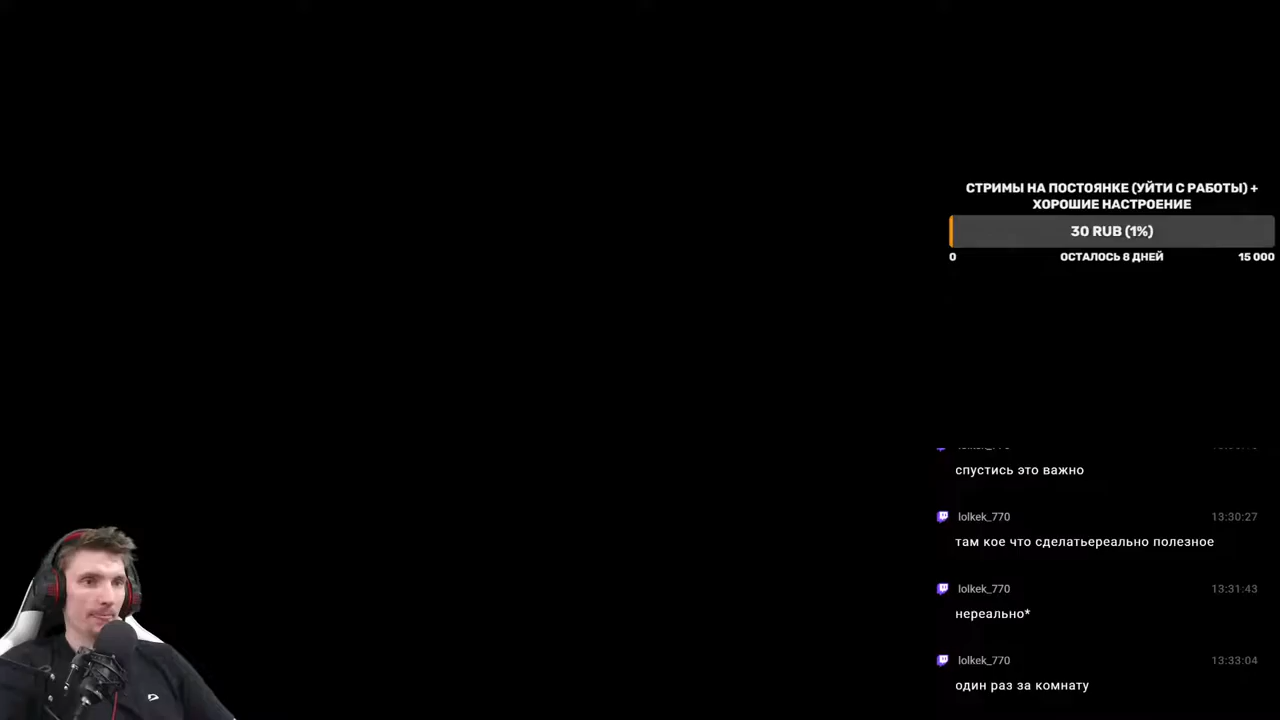 СТРИМЫ НА ПОСТОЯНКЕ (УЙТИ С РАБОТЫ) +
ХОРОШИЕ НАСТРОЕНИЕ
30 RUB (1%)
0 ОСТАЛОСЬ 8 ДНЕЙ 15 000
спустись это важно
lolkek_770 13:30:27
там кое что сделатьереально полезное
lolkek_770 13:31:43
нереально*
lolkek_770 13:33:04
один раз за комнату